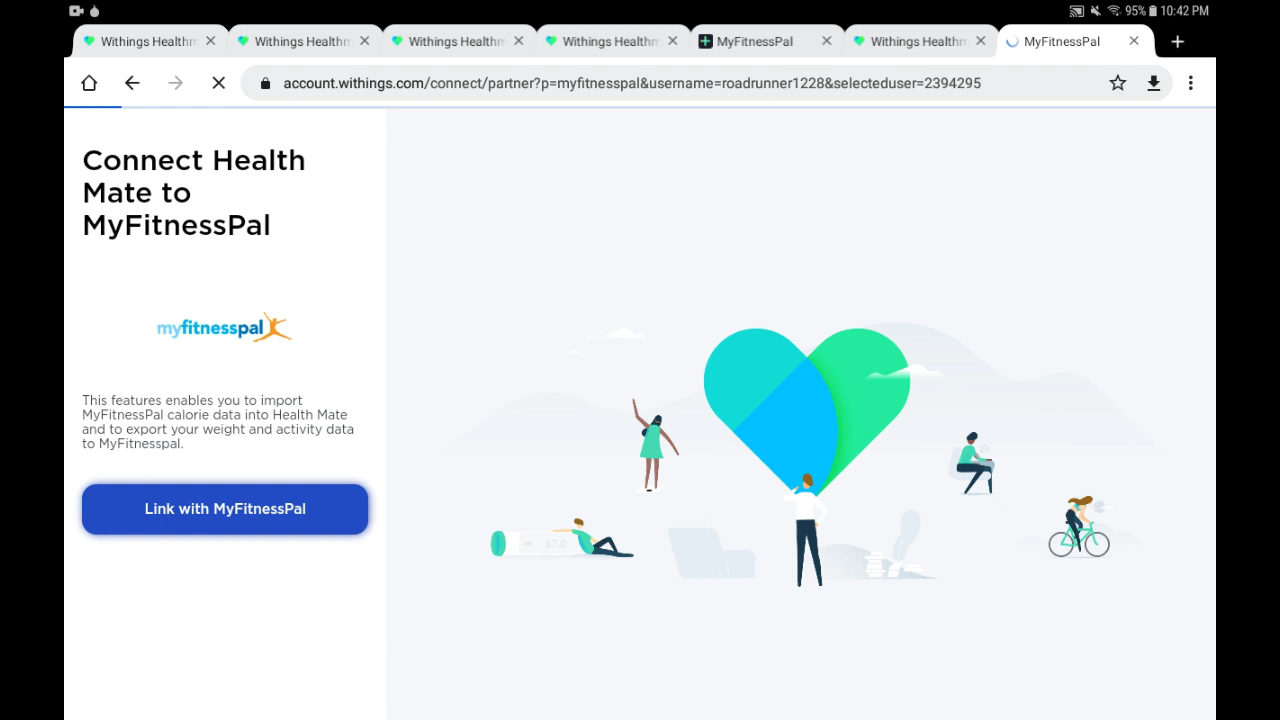 95% 10:42 PM
Withings Healthm Withings Healthm Withings Healthm Withings Healthm MyFitnessPal Withings Healthm MyFitnessPal
account.withings.com/connect/partner?p=myfitnesspal&username=roadrunner1228&selecteduser=2394295
Connect Health
Mate to
MyFitnessPal
myfitnesspal
This features enables you to import
MyFitnessPal calorie data into Health Mate
and to export your weight and activity data
to MyFitnesspal.
Link with MyFitnessPal
37.0